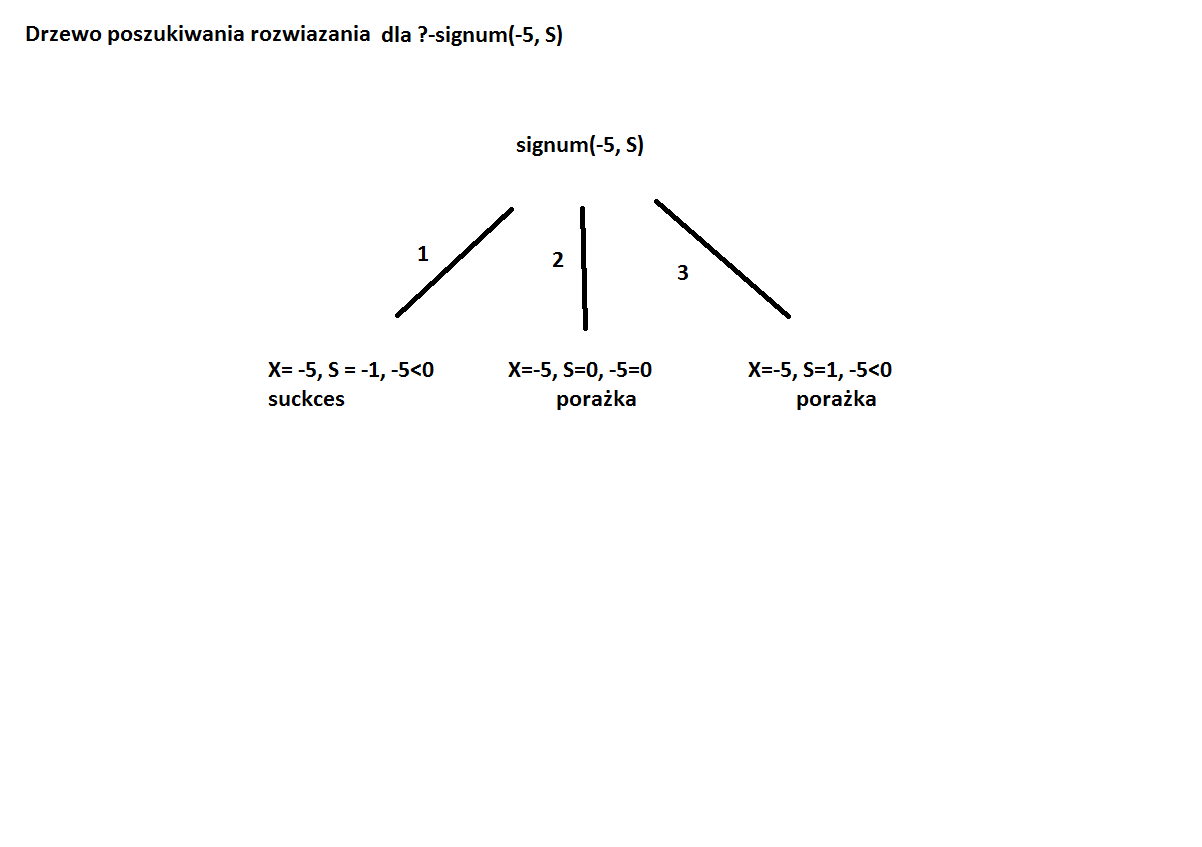 Drzewo poszukiwania rozwiazania dla ?-signum(-5, S)
signum(-5, S)
1
2
3
X= -5, S = -1, -5<0
suckces
X=-5, S=0, -5=0
porażka
X=-5, S=1, -5<0
porażka